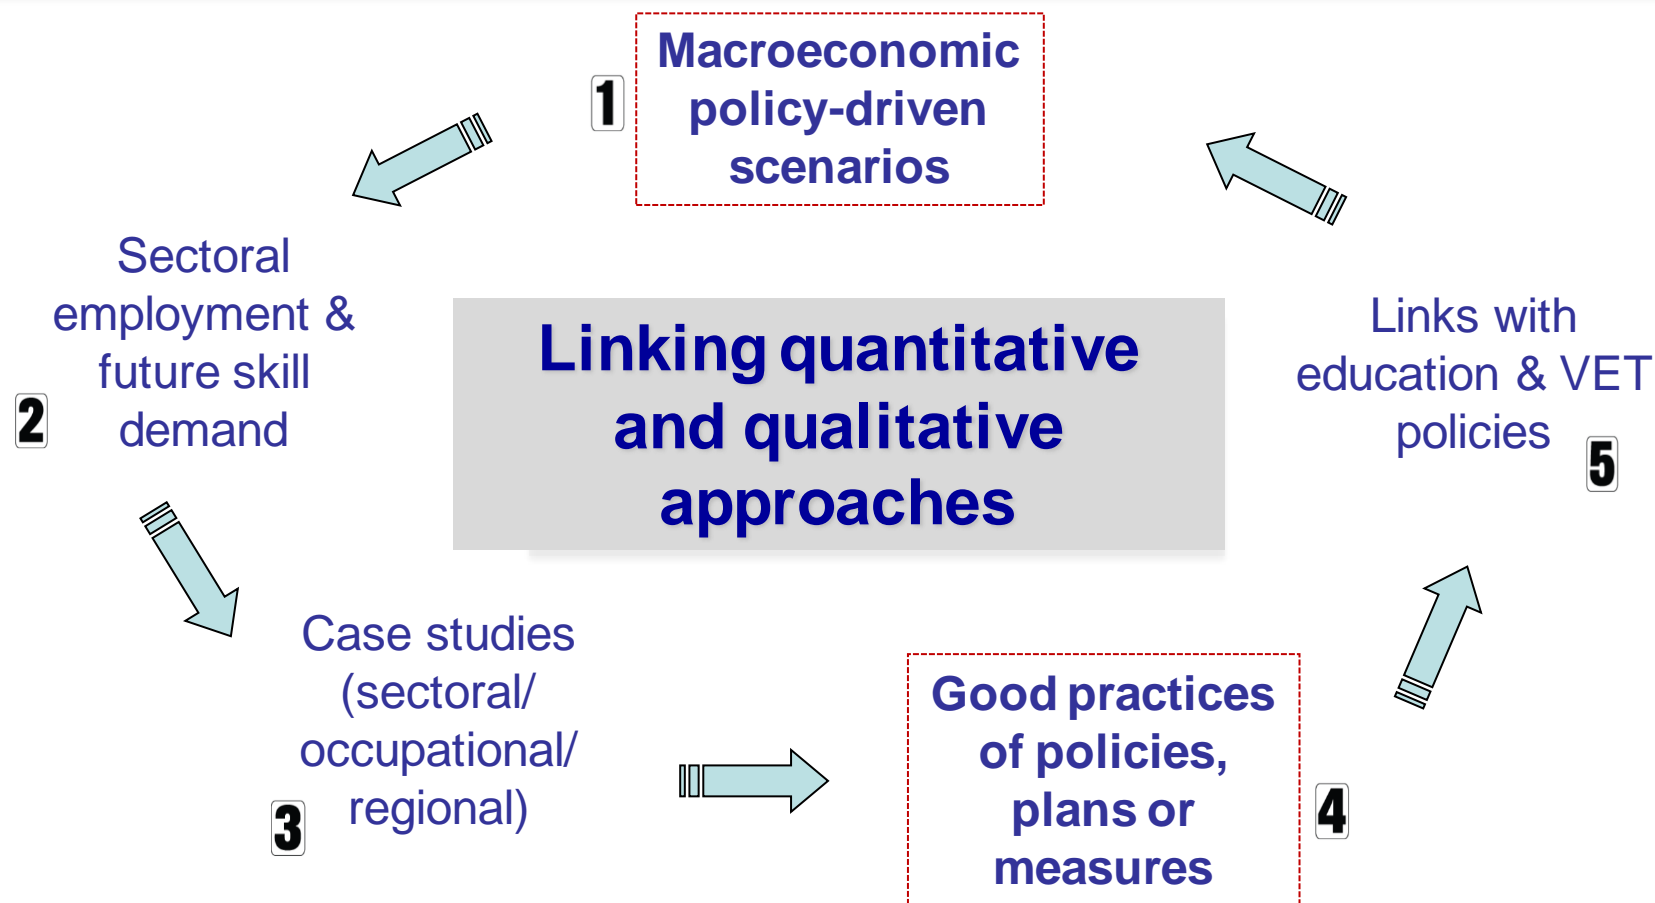 1
Macroeconomic
policy-driven
scenarios
Sectoral
employment &
future skill
demand
2
Linking quantitative
and qualitative
approaches
Links with
education & VET
policies
5
Case studies
(sectoral/
occupational/
regional)
3
Good practices
of policies,
plans or
measures
4